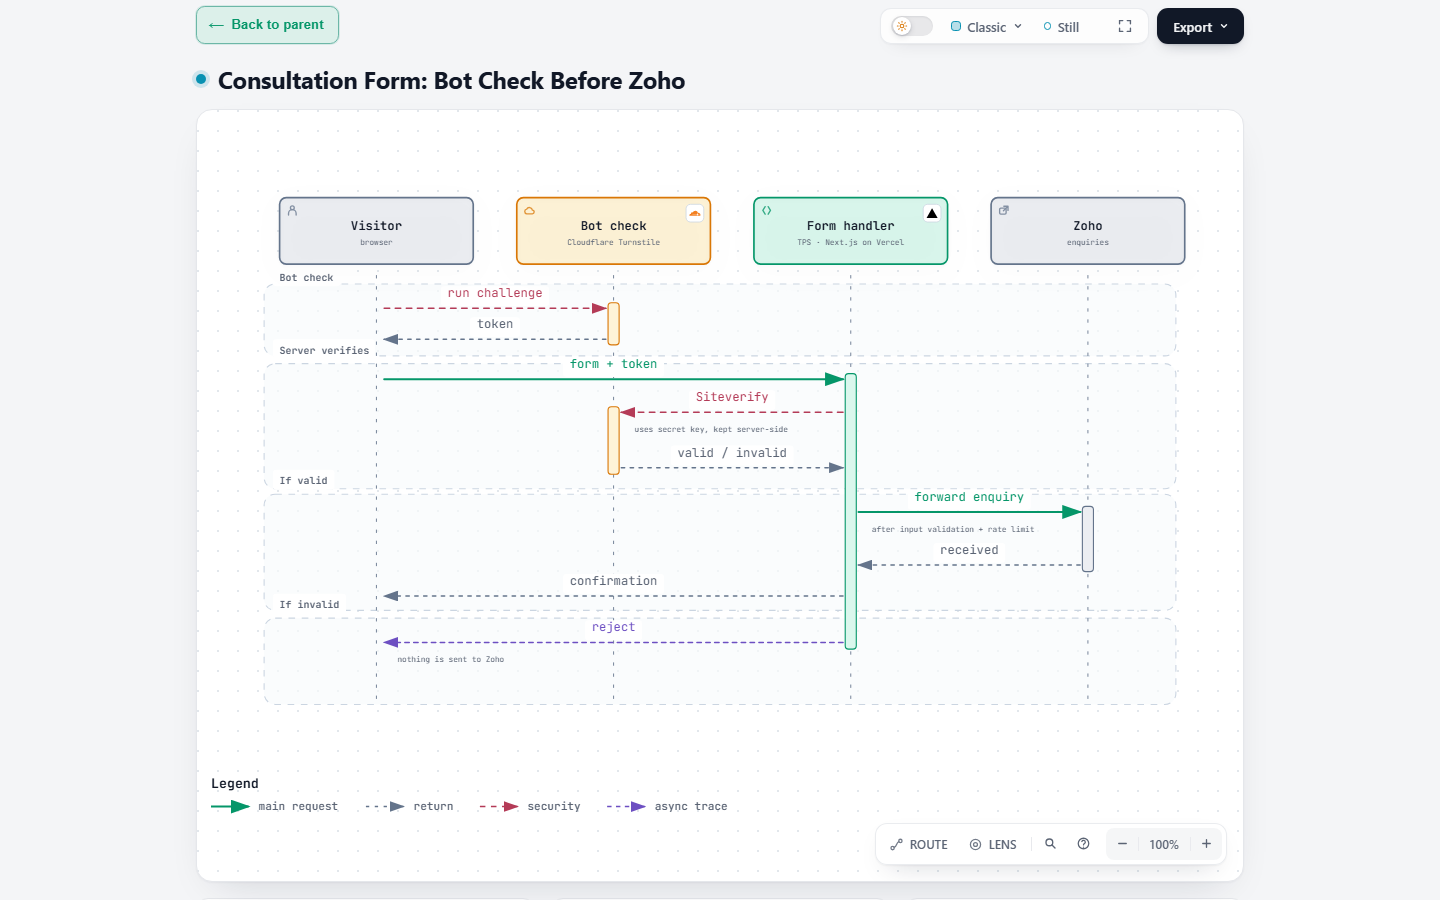 ← Back to parent
Classic
Still
Export
Consultation Form: Bot Check Before Zoho
Visitor
browser
Bot check
Cloudflare Turnstile
Form handler
TPS · Next.js on Vercel
Zoho
enquiries
Bot check
run challenge
token
Server verifies
form + token
Siteverify
uses secret key, kept server-side
valid / invalid
If valid
forward enquiry
after input validation + rate limit
received
confirmation
If invalid
reject
nothing is sent to Zoho
Legend
main request
return
security
async trace
ROUTE
LENS
− 100% +